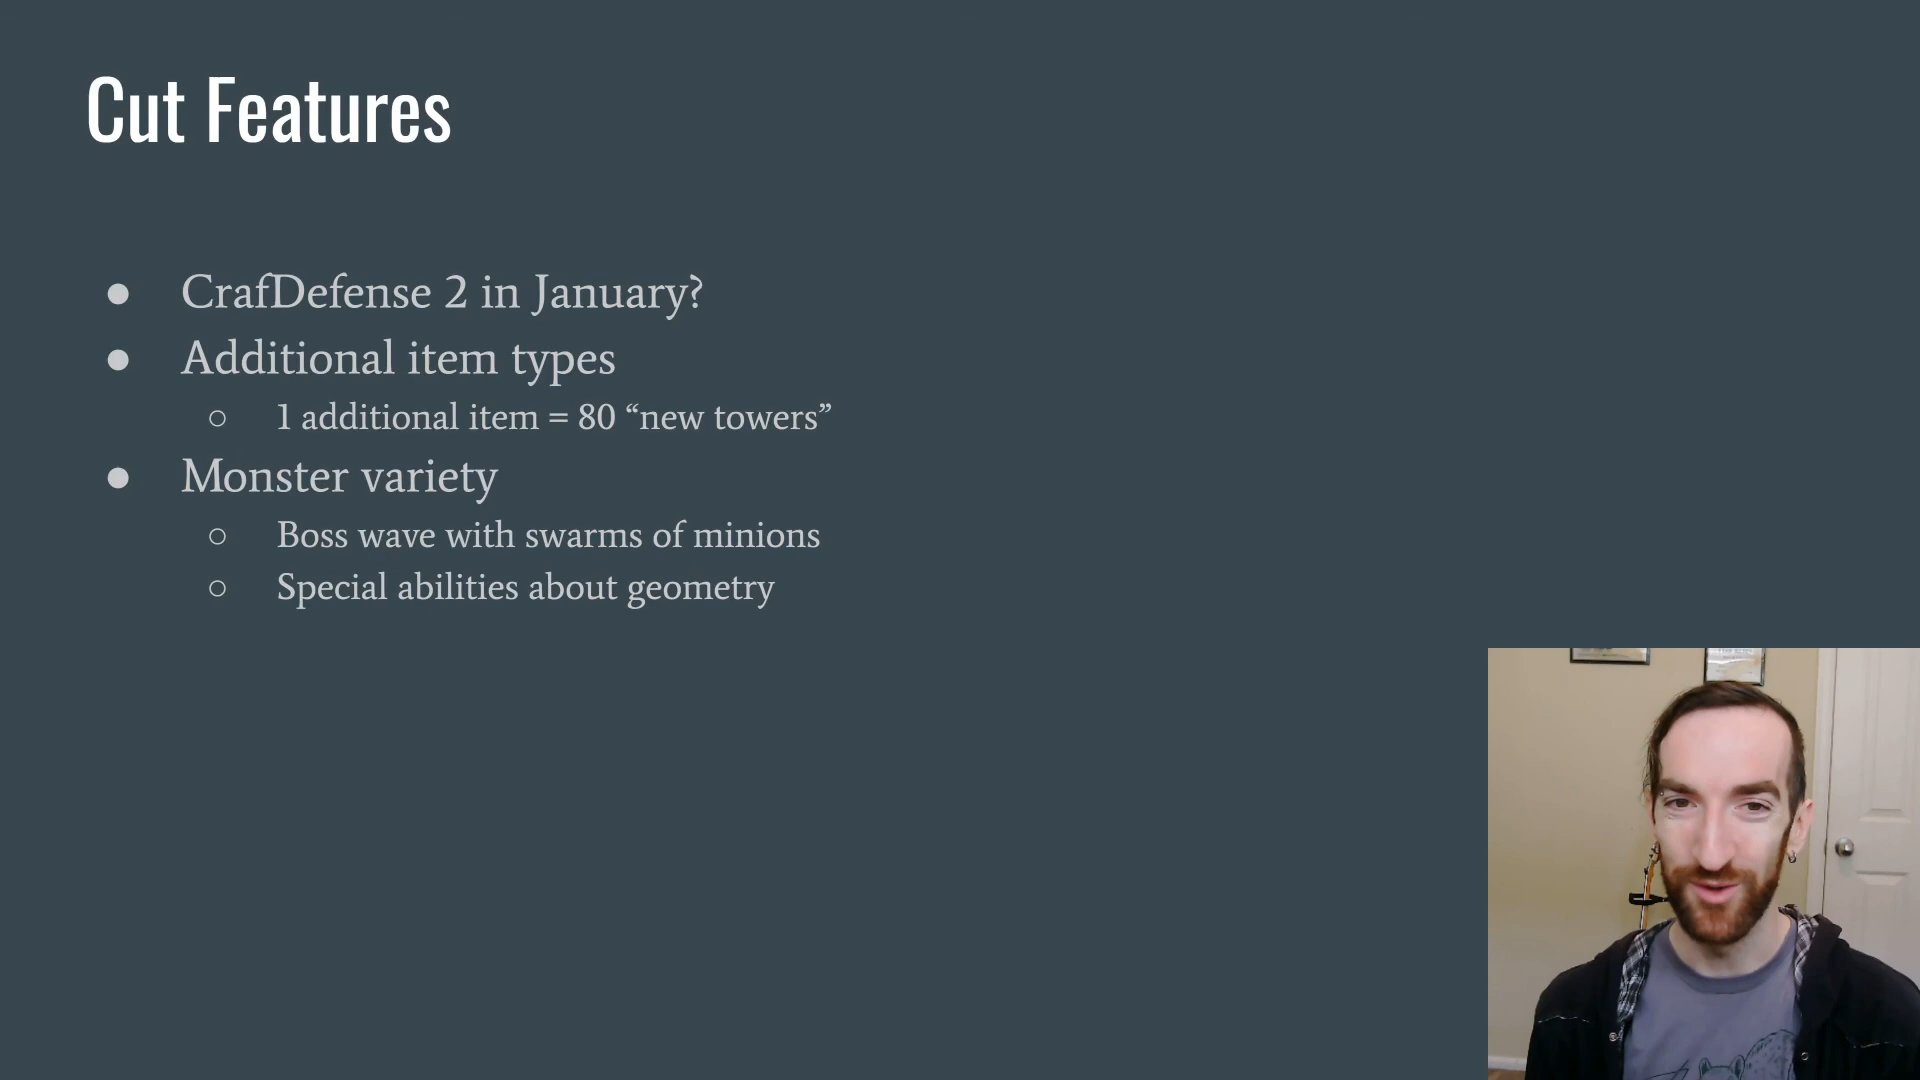 Cut Features
● CrafDefense 2 in January?
● Additional item types
○ 1 additional item = 80 “new towers”
● Monster variety
○ Boss wave with swarms of minions
○ Special abilities about geometry